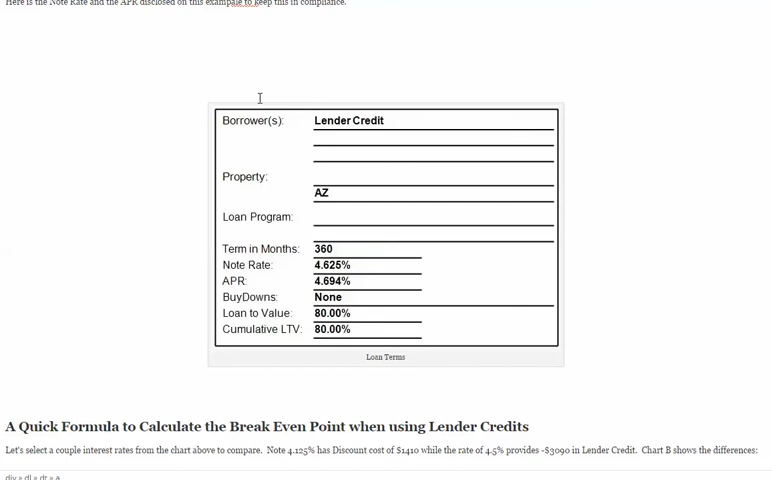 Here is the Note Rate and the APR disclosed on this exampale to keep this in compliance.
Borrower(s): Lender Credit
Property:
AZ
Loan Program:
Term in Months: 360
Note Rate: 4.625%
APR: 4.694%
BuyDowns: None
Loan to Value: 80.00%
Cumulative LTV: 80.00%
Loan Terms
A Quick Formula to Calculate the Break Even Point when using Lender Credits
Let's select a couple interest rates from the chart above to compare. Note 4.125% has Discount cost of $1410 while the rate of 4.5% provides -$3090 in Lender Credit. Chart B shows the differences:
div » dl » dt » a